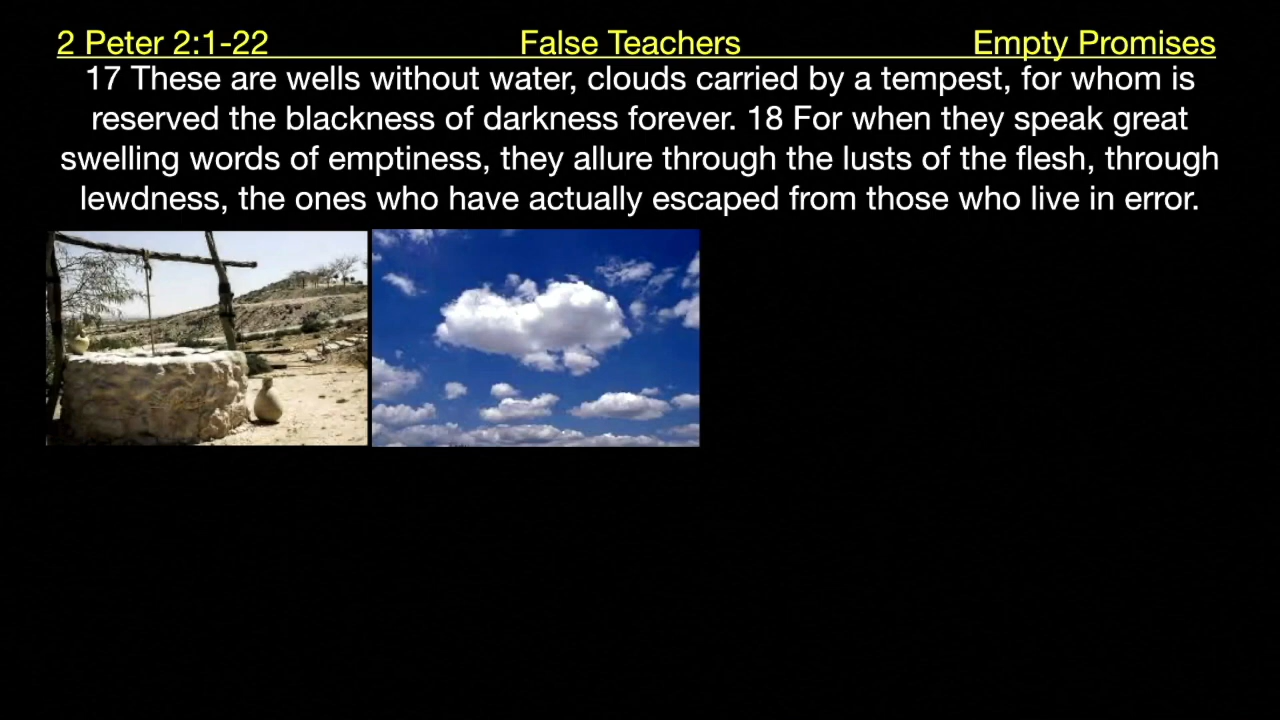 2 Peter 2:1-22 False Teachers Empty Promises
17 These are wells without water, clouds carried by a tempest, for whom is
reserved the blackness of darkness forever. 18 For when they speak great
swelling words of emptiness, they allure through the lusts of the flesh, through
lewdness, the ones who have actually escaped from those who live in error.